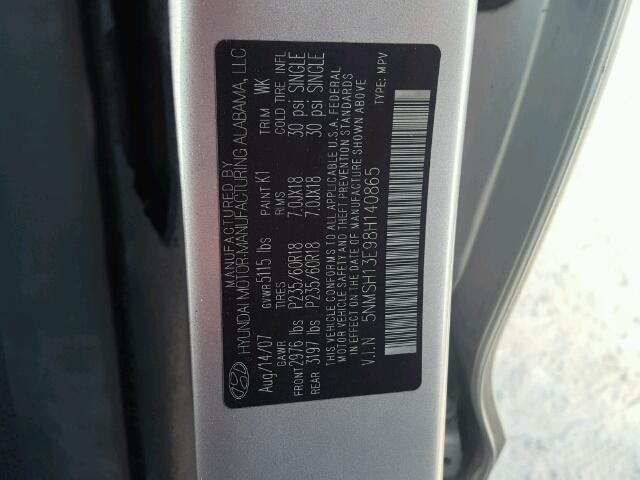 MANUFACTURED BY
HYUNDAI MOTOR MANUFACTURING ALABAMA, LLC
Aug/14/07 GVWR 5115 lbs PAINT K1 TRIM WK
GAWR TIRES RIMS COLD TIRE INFL
FRONT 2976 lbs P235/60R18 7.0JX18 30 psi SINGLE
REAR 3197 lbs P235/60R18 7.0JX18 30 psi SINGLE
THIS VEHICLE CONFORMS TO ALL APPLICABLE U.S.A. FEDERAL
MOTOR VEHICLE SAFETY AND THEFT PREVENTION
STANDARDS IN EFFECT ON THE DATE OF MANUFACTURE SHOWN ABOVE
V.I.N 5NMSH13E98H140865 TYPE: MPV